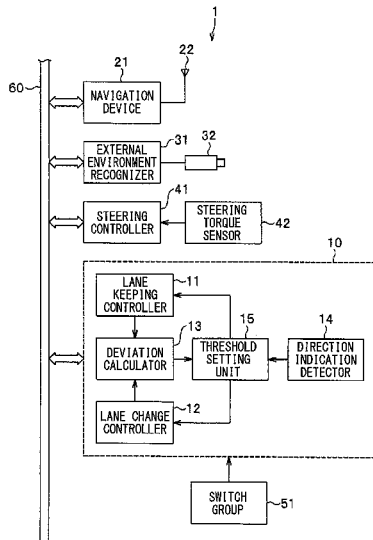 1
22
21
60
NAVIGATION
DEVICE
31
32
EXTERNAL
ENVIRONMENT
RECOGNIZER
41
STEERING
CONTROLLER
STEERING
TORQUE
SENSOR
42
10
11
LANE
KEEPING
CONTROLLER
13
15
14
DEVIATION
CALCULATOR
THRESHOLD
SETTING
UNIT
DIRECTION
INDICATION
DETECTOR
12
LANE CHANGE
CONTROLLER
SWITCH
GROUP
51